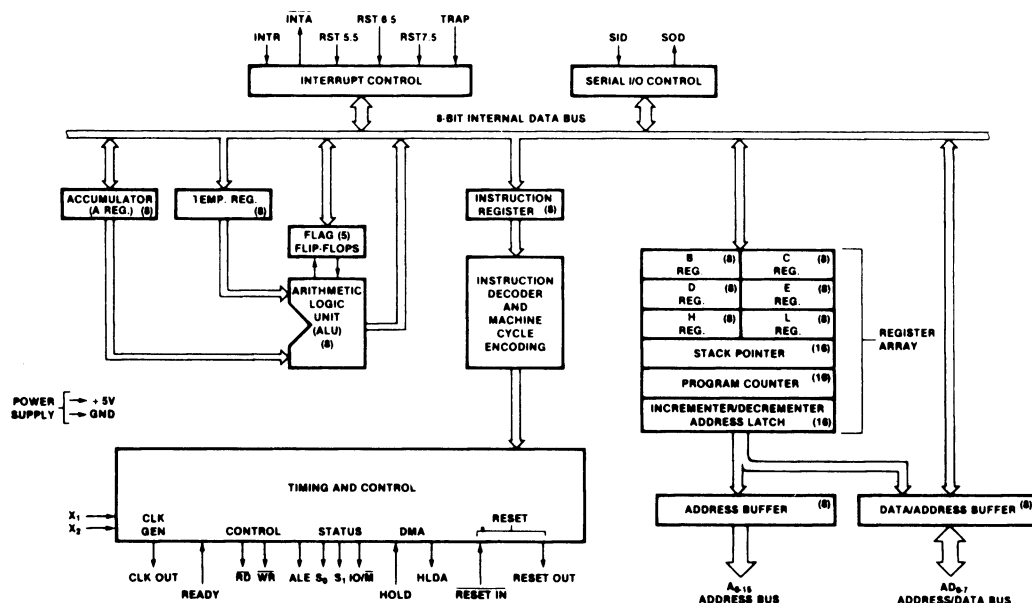 INTR
INTA
RST 5.5
RST 6.5
RST7.5
TRAP
INTERRUPT CONTROL
SID
SOD
SERIAL I/O CONTROL
8-BIT INTERNAL DATA BUS
ACCUMULATOR
(A REG.) (8)
TEMP. REG.
(8)
FLAG (5)
FLIP-FLOPS
ARITHMETIC
LOGIC
UNIT
(ALU)
(8)
INSTRUCTION
REGISTER (8)
INSTRUCTION
DECODER
AND
MACHINE
CYCLE
ENCODING
B (8)
REG.
C (8)
REG.
D (8)
REG.
E (8)
REG.
H (8)
REG.
L (8)
REG.
STACK POINTER (16)
PROGRAM COUNTER (16)
INCREMENTER/DECREMENTER
ADDRESS LATCH (16)
REGISTER
ARRAY
POWER
SUPPLY
+5V
GND
TIMING AND CONTROL
X₁
X₂
CLK
GEN
CONTROL
STATUS
DMA
RESET
CLK OUT
READY
RD
WR
ALE
S₀
S₁
IO/M
HOLD
HLDA
RESET IN
RESET OUT
ADDRESS BUFFER (8)
DATA/ADDRESS BUFFER (8)
A₈₋₁₅
ADDRESS BUS
AD₀₋₇
ADDRESS/DATA BUS